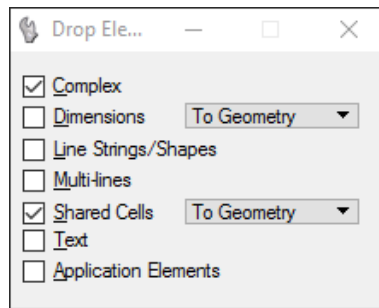 Drop Ele...
Complex
Dimensions To Geometry
Line Strings/Shapes
Multi-lines
Shared Cells To Geometry
Text
Application Elements